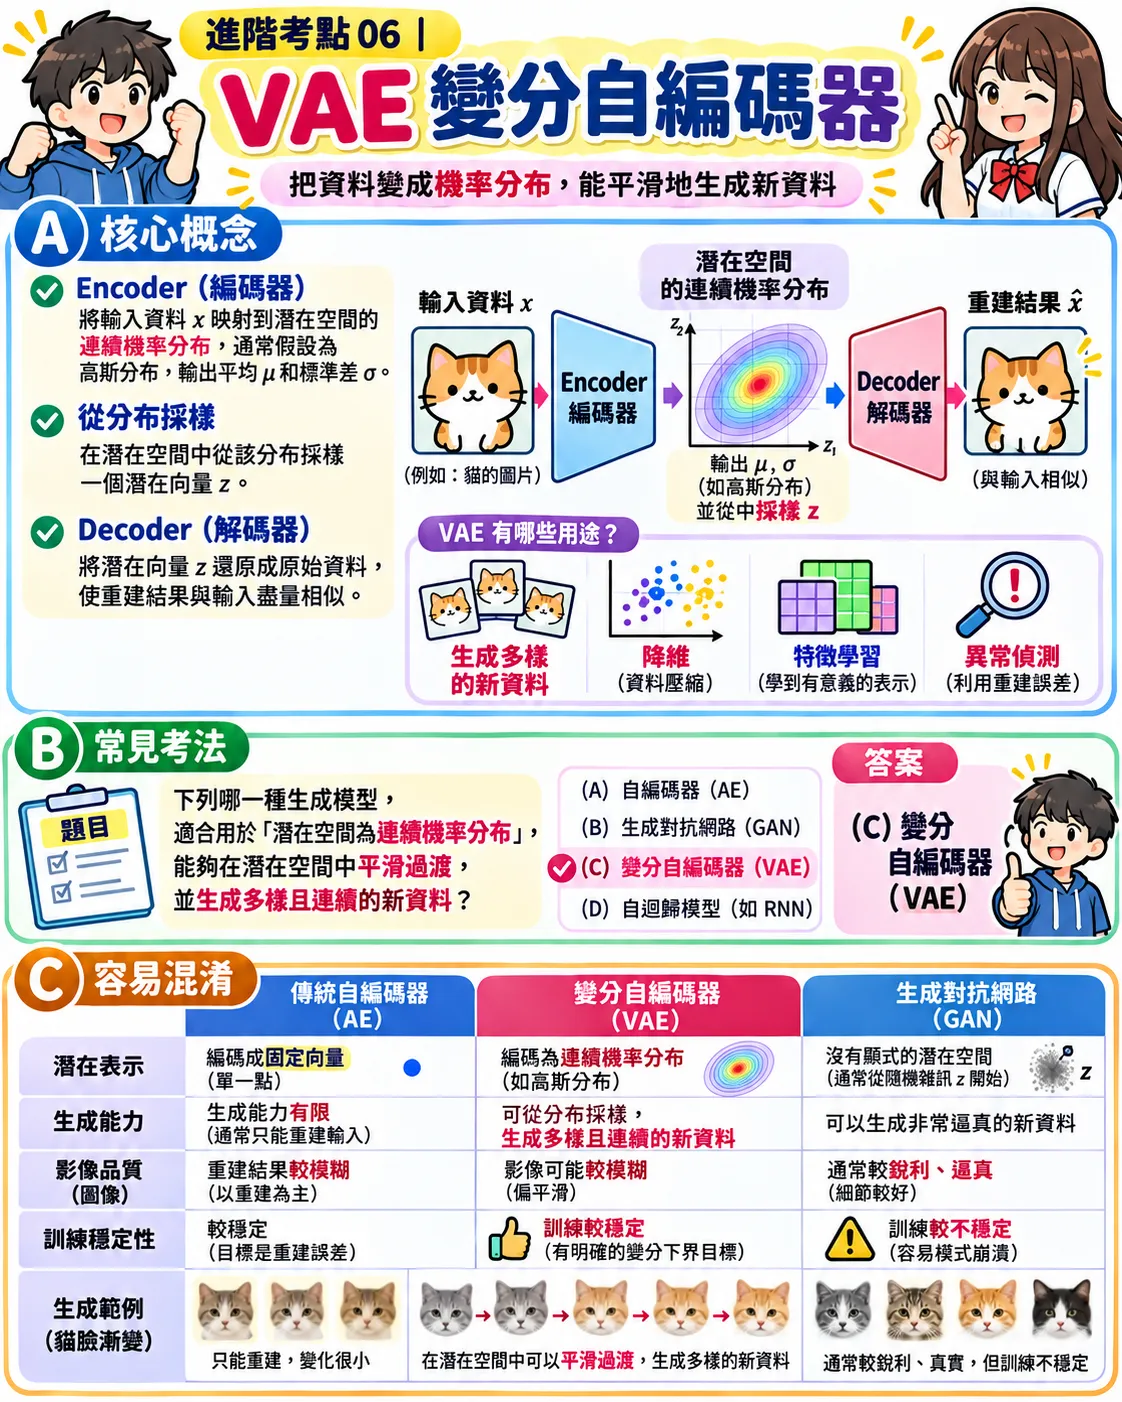 進階考點 06｜
VAE 變分自編碼器
把資料變成機率分布，能平滑地生成新資料
A 核心概念
Encoder（編碼器）
將輸入資料 x 映射到潛在空間的
連續機率分布，通常假設為
高斯分布，輸出平均 μ 和標準差 σ。
從分布採樣
在潛在空間中從該分布採樣
一個潛在向量 z。
Decoder（解碼器）
將潛在向量 z 還原成原始資料，
使重建結果與輸入盡量相似。
輸入資料 x
（例如：貓的圖片）
Encoder
編碼器
潛在空間
的連續機率分布
z₂
z₁
輸出 μ, σ
（如高斯分布）
並從中採樣 z
Decoder
解碼器
重建結果 x̂
（與輸入相似）
VAE 有哪些用途？
生成多樣
的新資料
降維
（資料壓縮）
特徵學習
（學到有意義的表示）
異常偵測
（利用重建誤差）
B 常見考法
題目
下列哪一種生成模型，
適合用於「潛在空間為連續機率分布」，
能夠在潛在空間中平滑過渡，
並生成多樣且連續的新資料？
（A）自編碼器（AE）
（B）生成對抗網路（GAN）
（C）變分自編碼器（VAE）
（D）自迴歸模型（如 RNN）
答案
（C）變分
自編碼器
（VAE）
C 容易混淆
傳統自編碼器
（AE）
變分自編碼器
（VAE）
生成對抗網路
（GAN）
潛在表示
編碼成固定向量
（單一點）
編碼為連續機率分布
（如高斯分布）
沒有顯式的潛在空間
（通常從隨機雜訊 z 開始）
z
生成能力
生成能力有限
（通常只能重建輸入）
可從分布採樣，
生成多樣且連續的新資料
可以生成非常逼真的新資料
影像品質
（圖像）
重建結果較模糊
（以重建為主）
影像可能較模糊
（偏平滑）
通常較銳利、逼真
（細節較好）
訓練穩定性
較穩定
（目標是重建誤差）
訓練較穩定
（有明確的變分下界目標）
訓練較不穩定
（容易模式崩潰）
生成範例
（貓臉漸變）
只能重建，變化很小
在潛在空間中可以平滑過渡，生成多樣的新資料
通常較銳利、真實，但訓練不穩定